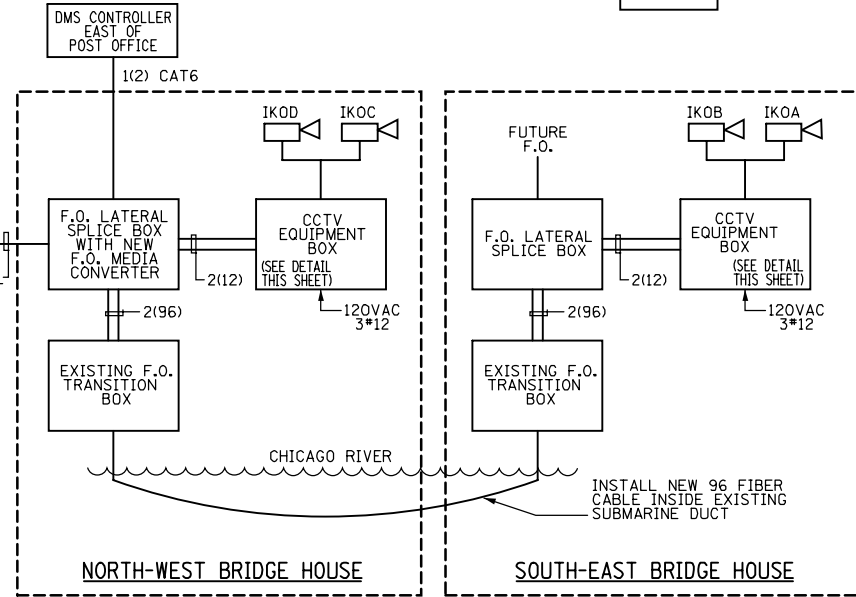 DMS CONTROLLER
EAST OF
POST OFFICE
1(2) CAT6
IKOD
IKOC
F.O. LATERAL
SPLICE BOX
WITH NEW
F.O. MEDIA
CONVERTER
2(12)
CCTV
EQUIPMENT
BOX
(SEE DETAIL
THIS SHEET)
120VAC
3#12
2(96)
EXISTING F.O.
TRANSITION
BOX
CHICAGO RIVER
NORTH-WEST BRIDGE HOUSE
FUTURE
F.O.
IKOB
IKOA
F.O. LATERAL
SPLICE BOX
2(12)
CCTV
EQUIPMENT
BOX
(SEE DETAIL
THIS SHEET)
120VAC
3#12
2(96)
EXISTING F.O.
TRANSITION
BOX
INSTALL NEW 96 FIBER
CABLE INSIDE EXISTING
SUBMARINE DUCT
SOUTH-EAST BRIDGE HOUSE